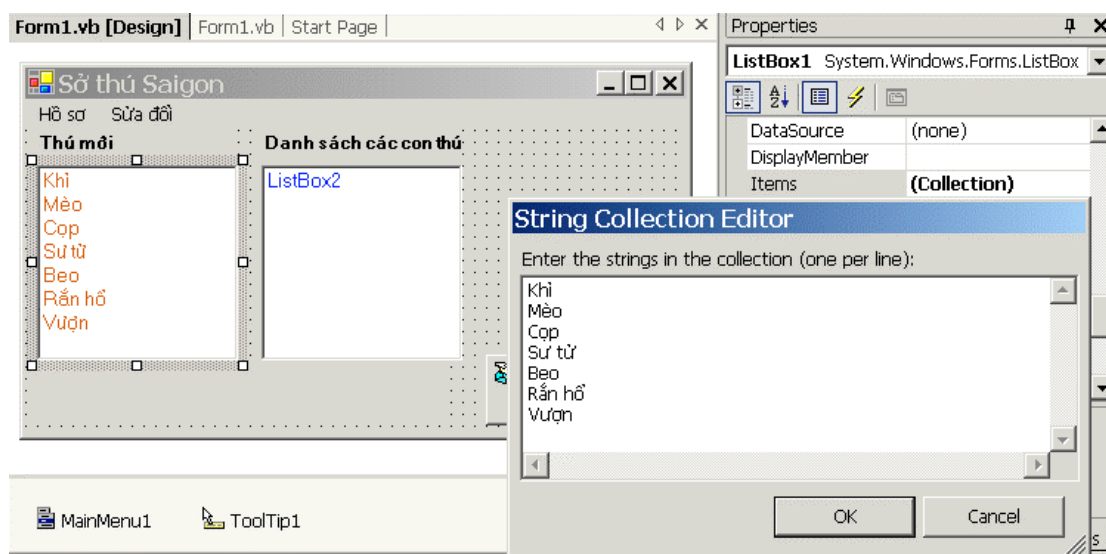 Form1.vb [Design] Form1.vb Start Page
Properties
ListBox1 System.Windows.Forms.ListBox
Sở thú Saigon
Hồ sơ Sửa đổi
Thú mới
Danh sách các con thú
Khỉ
Mèo
Cọp
Sư tử
Beo
Rắn hổ
Vượn
ListBox2
DataSource (none)
DisplayMember
Items (Collection)
String Collection Editor
Enter the strings in the collection (one per line):
Khỉ
Mèo
Cọp
Sư tử
Beo
Rắn hổ
Vượn
OK Cancel
MainMenu1 ToolTip1